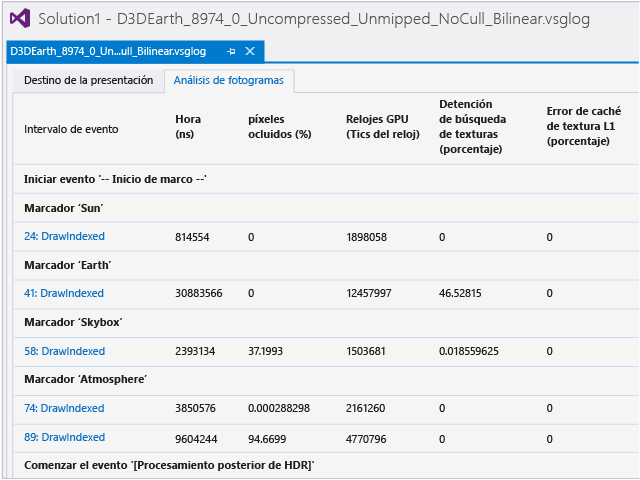 Solution1 - D3DEarth_8974_0_Uncompressed_Unmipped_NoCull_Bilinear.vsglog
D3DEarth_8974_0_Un...ull_Bilinear.vsglog
Destino de la presentación Análisis de fotogramas
Intervalo de evento Hora (ns) píxeles ocluidos (%) Relojes GPU (Tics del reloj) Detención de búsqueda de texturas (porcentaje) Error de caché de textura L1 (porcentaje)
Iniciar evento '-- Inicio de marco --'
Marcador 'Sun'
24: DrawIndexed 814554 0 1898058 0 0
Marcador 'Earth'
41: DrawIndexed 30883566 0 12457997 46.52815 0
Marcador 'Skybox'
58: DrawIndexed 2393134 37.1993 1503681 0.018559625 0
Marcador 'Atmosphere'
74: DrawIndexed 3850576 0.000288298 2161260 0 0
89: DrawIndexed 9604244 94.6699 4770796 0 0
Comenzar el evento '[Procesamiento posterior de HDR]'